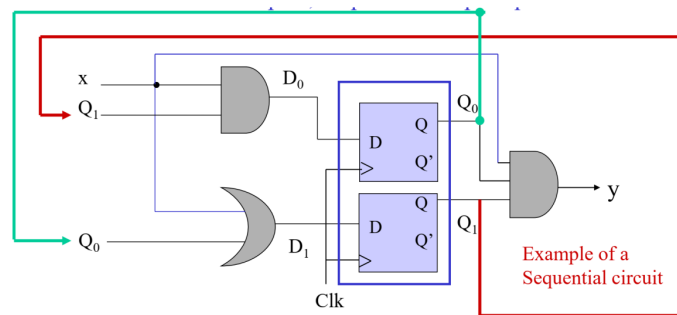 x
Q1
D0
Q0
D
Q
Q'
Q
D
Q'
Q1
y
Q0
D1
Clk
Example of a
Sequential circuit